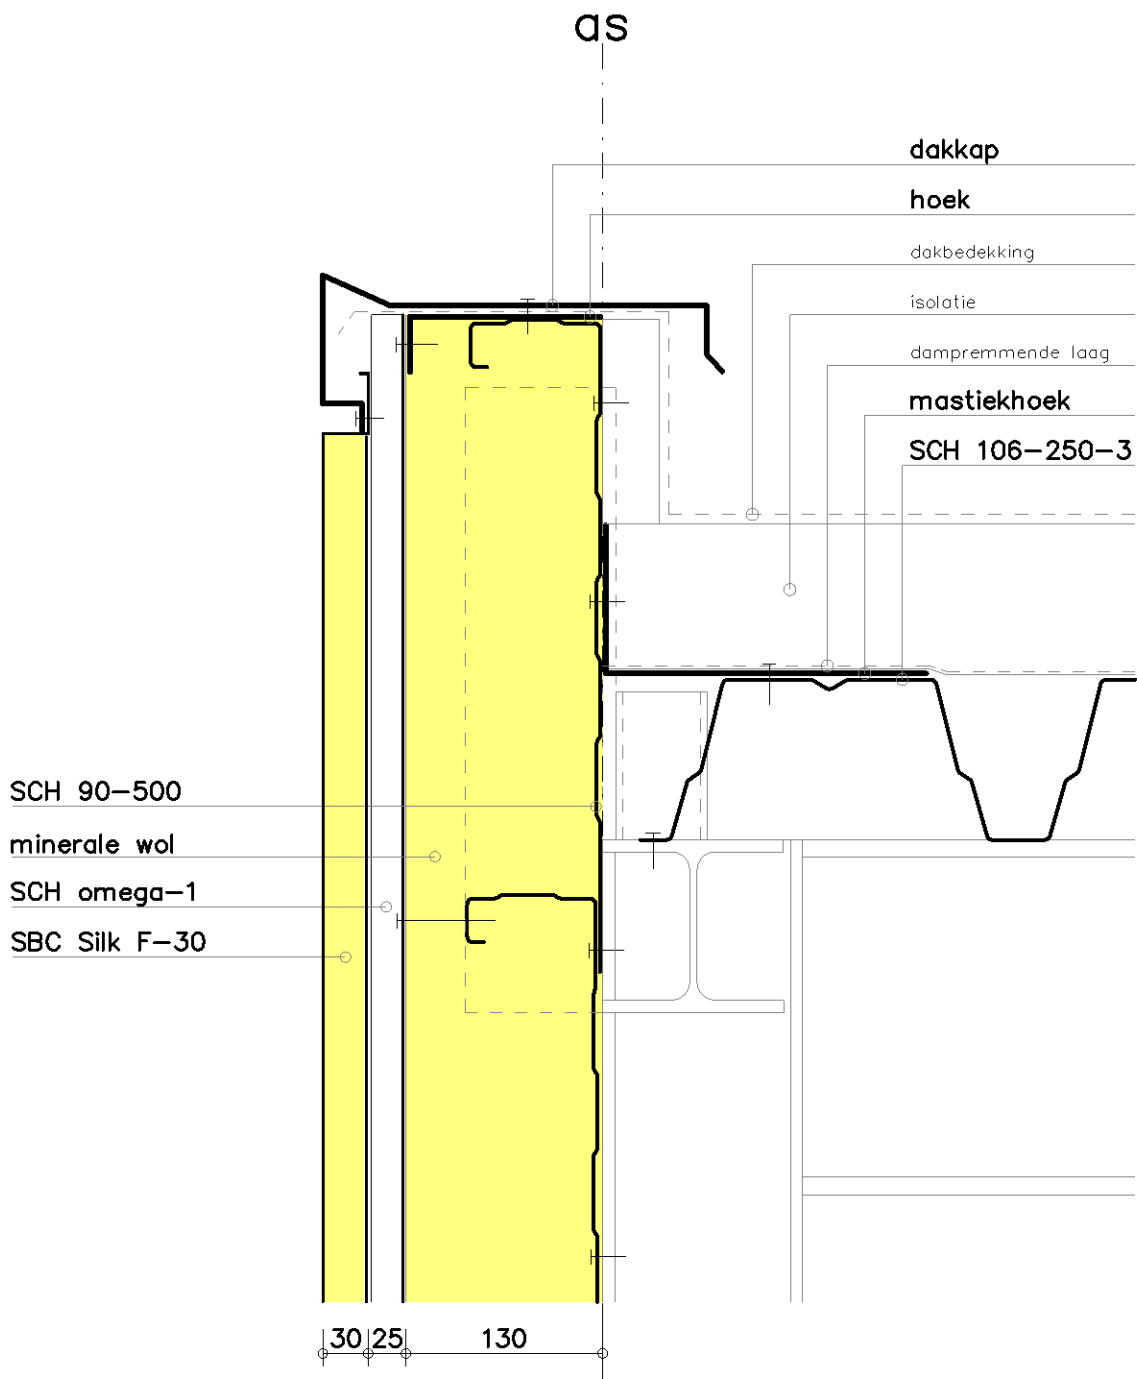 as
dakkap
hoek
dakbedekking
isolatie
dampremmende laag
mastiekhoek
SCH 106-250-3
SCH 90-500
minerale wol
SCH omega-1
SBC Silk F-30
30 25 130